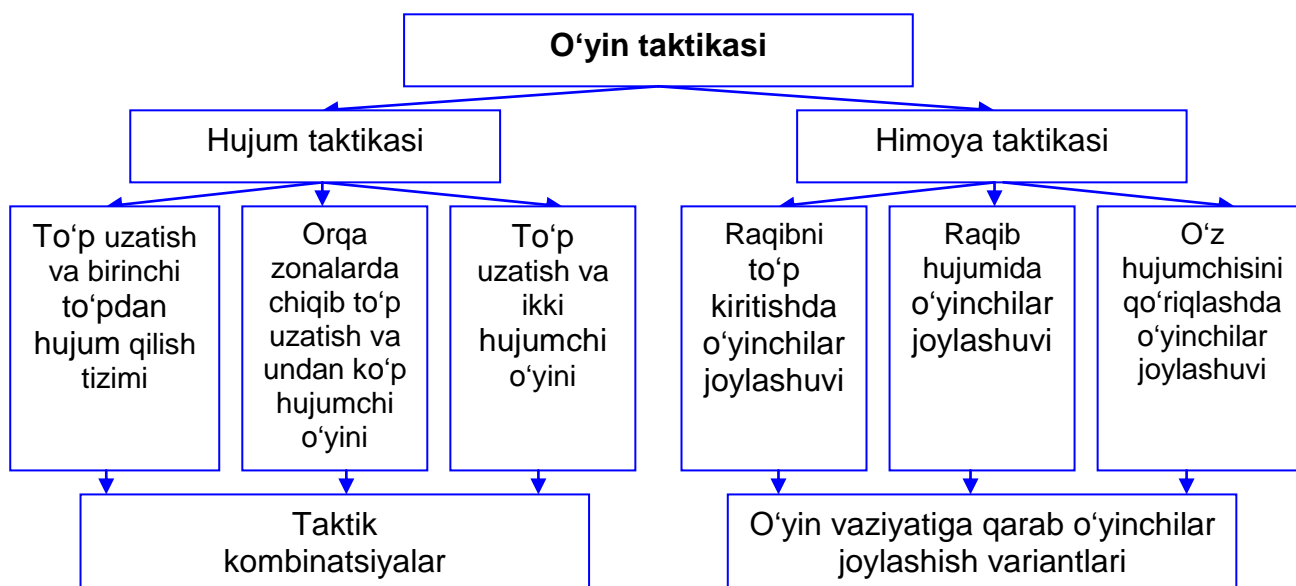 O‘yin taktikasi
Hujum taktikasi
Himoya taktikasi
To‘p uzatish
va birinchi
to‘pdan
hujum qilish
tizimi
Orqa
zonalarda
chiqib to‘p
uzatish va
undan ko‘p
hujumchi
o‘yini
To‘p
uzatish va
ikki
hujumchi
o‘yini
Raqibni
to‘p
kiritishda
o‘yinchilar
joylashuvi
Raqib
hujumida
o‘yinchilar
joylashuvi
O‘z
hujumchisini
qo‘riqlashda
o‘yinchilar
joylashuvi
Taktik
kombinatsiyalar
O‘yin vaziyatiga qarab o‘yinchilar
joylashish variantlari